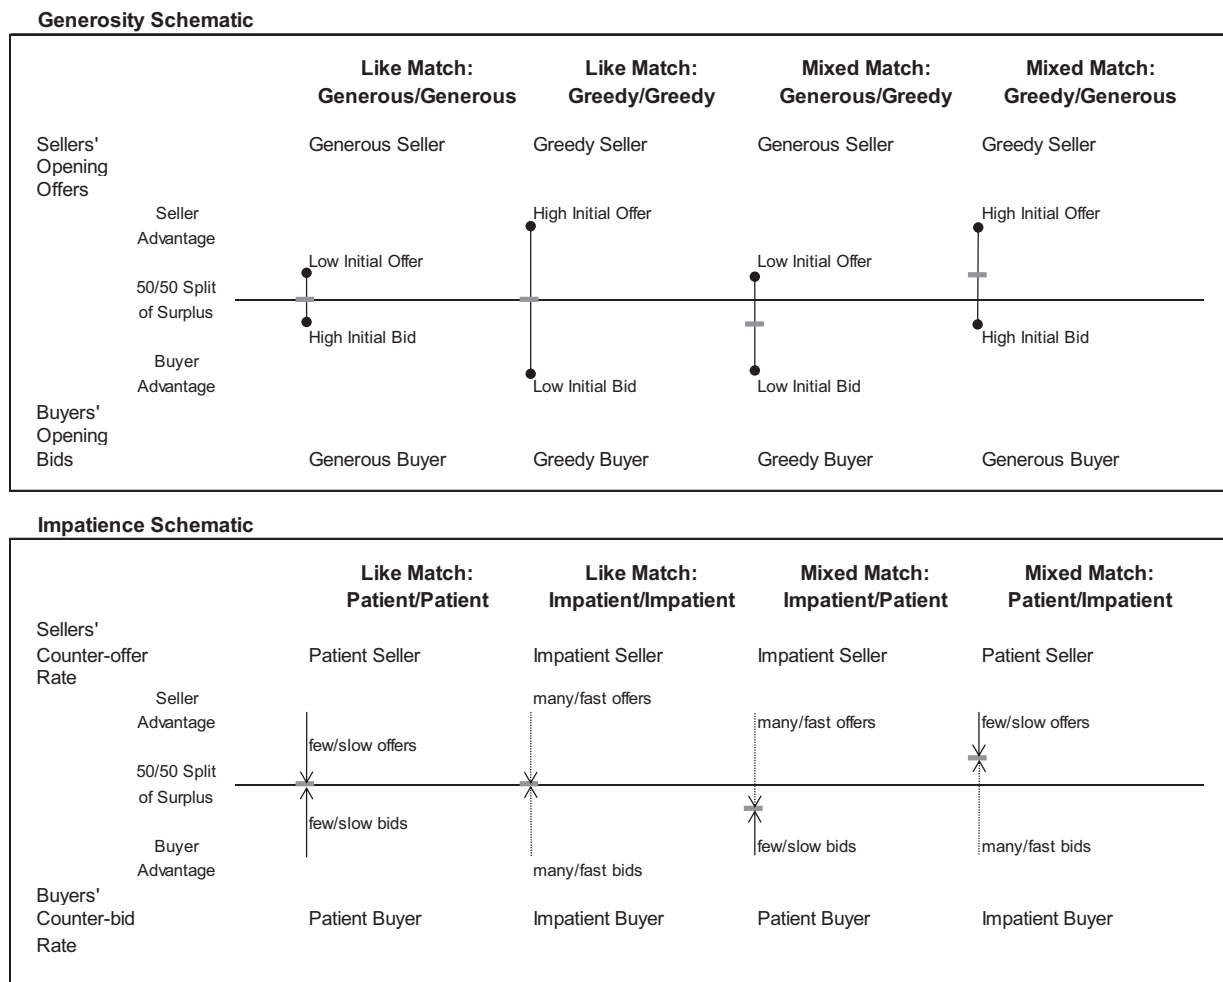 Generosity Schematic
Like Match: Like Match: Mixed Match: Mixed Match:
Generous/Generous Greedy/Greedy Generous/Greedy Greedy/Generous
Sellers' Generous Seller Greedy Seller Generous Seller Greedy Seller
Opening
Offers
Seller High Initial Offer High Initial Offer
Advantage
Low Initial Offer Low Initial Offer
50/50 Split
of Surplus
High Initial Bid High Initial Bid
Buyer
Advantage Low Initial Bid Low Initial Bid
Buyers'
Opening
Bids Generous Buyer Greedy Buyer Greedy Buyer Generous Buyer
Impatience Schematic
Like Match: Like Match: Mixed Match: Mixed Match:
Patient/Patient Impatient/Impatient Impatient/Patient Patient/Impatient
Sellers'
Counter-offer Patient Seller Impatient Seller Impatient Seller Patient Seller
Rate
Seller many/fast offers
Advantage many/fast offers few/slow offers
few/slow offers
50/50 Split
of Surplus
few/slow bids
Buyer few/slow bids many/fast bids
Advantage many/fast bids
Buyers'
Counter-bid Patient Buyer Impatient Buyer Patient Buyer Impatient Buyer
Rate